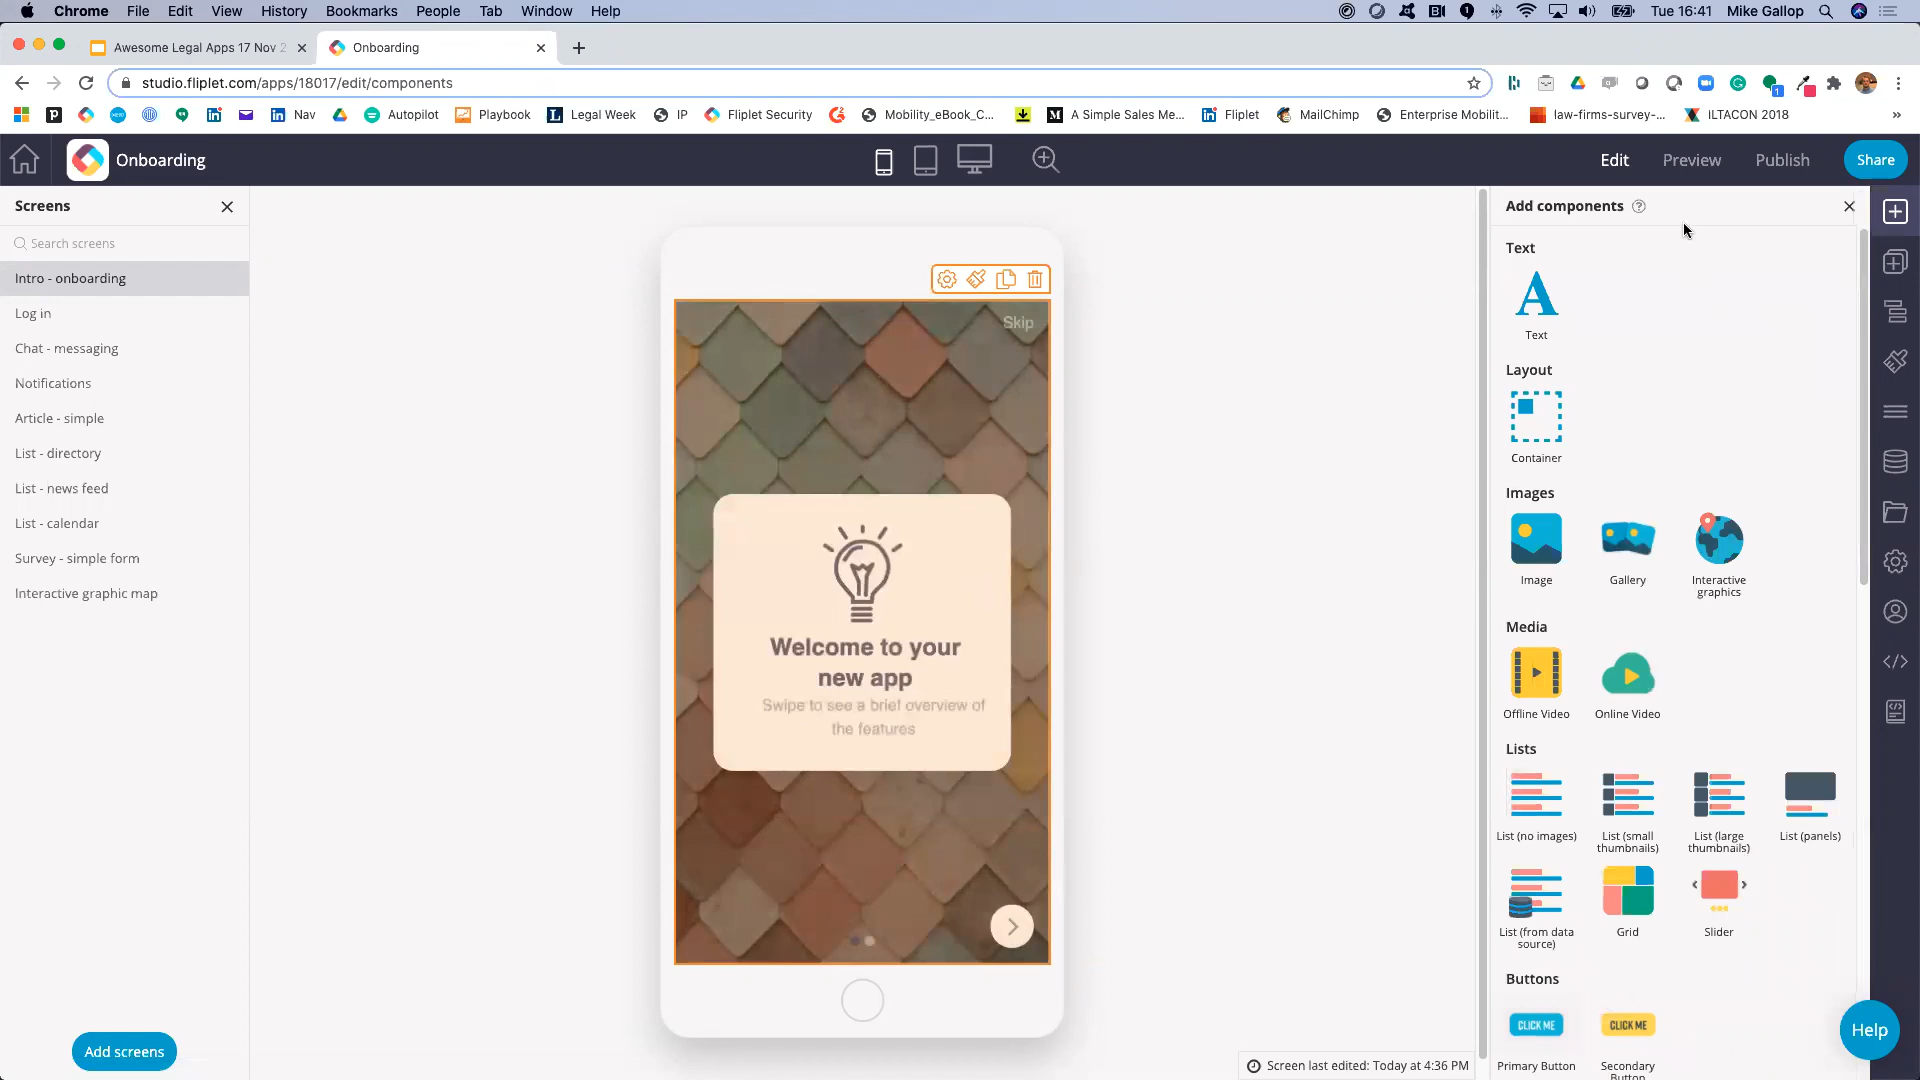 Chrome File Edit View History Bookmarks People Tab Window Help
Tue 16:41 Mike Gallop
Awesome Legal Apps 17 Nov 2
Onboarding
studio.fliplet.com/apps/18017/edit/components
Nav Autopilot Playbook Legal Week IP Fliplet Security Mobility_eBook_C... A Simple Sales Me... Fliplet MailChimp Enterprise Mobilit... law-firms-survey-... ILTACON 2018 »
Onboarding
Edit Preview Publish Share
Screens
Search screens
Intro - onboarding
Log in
Chat - messaging
Notifications
Article - simple
List - directory
List - news feed
List - calendar
Survey - simple form
Interactive graphic map
Add screens
Skip
Welcome to your
new app
Swipe to see a brief overview of
the features
Screen last edited: Today at 4:36 PM
Add components ?
Text
A
Text
Layout
Container
Images
Image Gallery Interactive
graphics
Media
Offline Video Online Video
Lists
List (no images) List (small
thumbnails) List (large
thumbnails) List (panels)
List (from data
source) Grid Slider
Buttons
CLICK ME CLICK ME
Primary Button Secondary
Button
Help